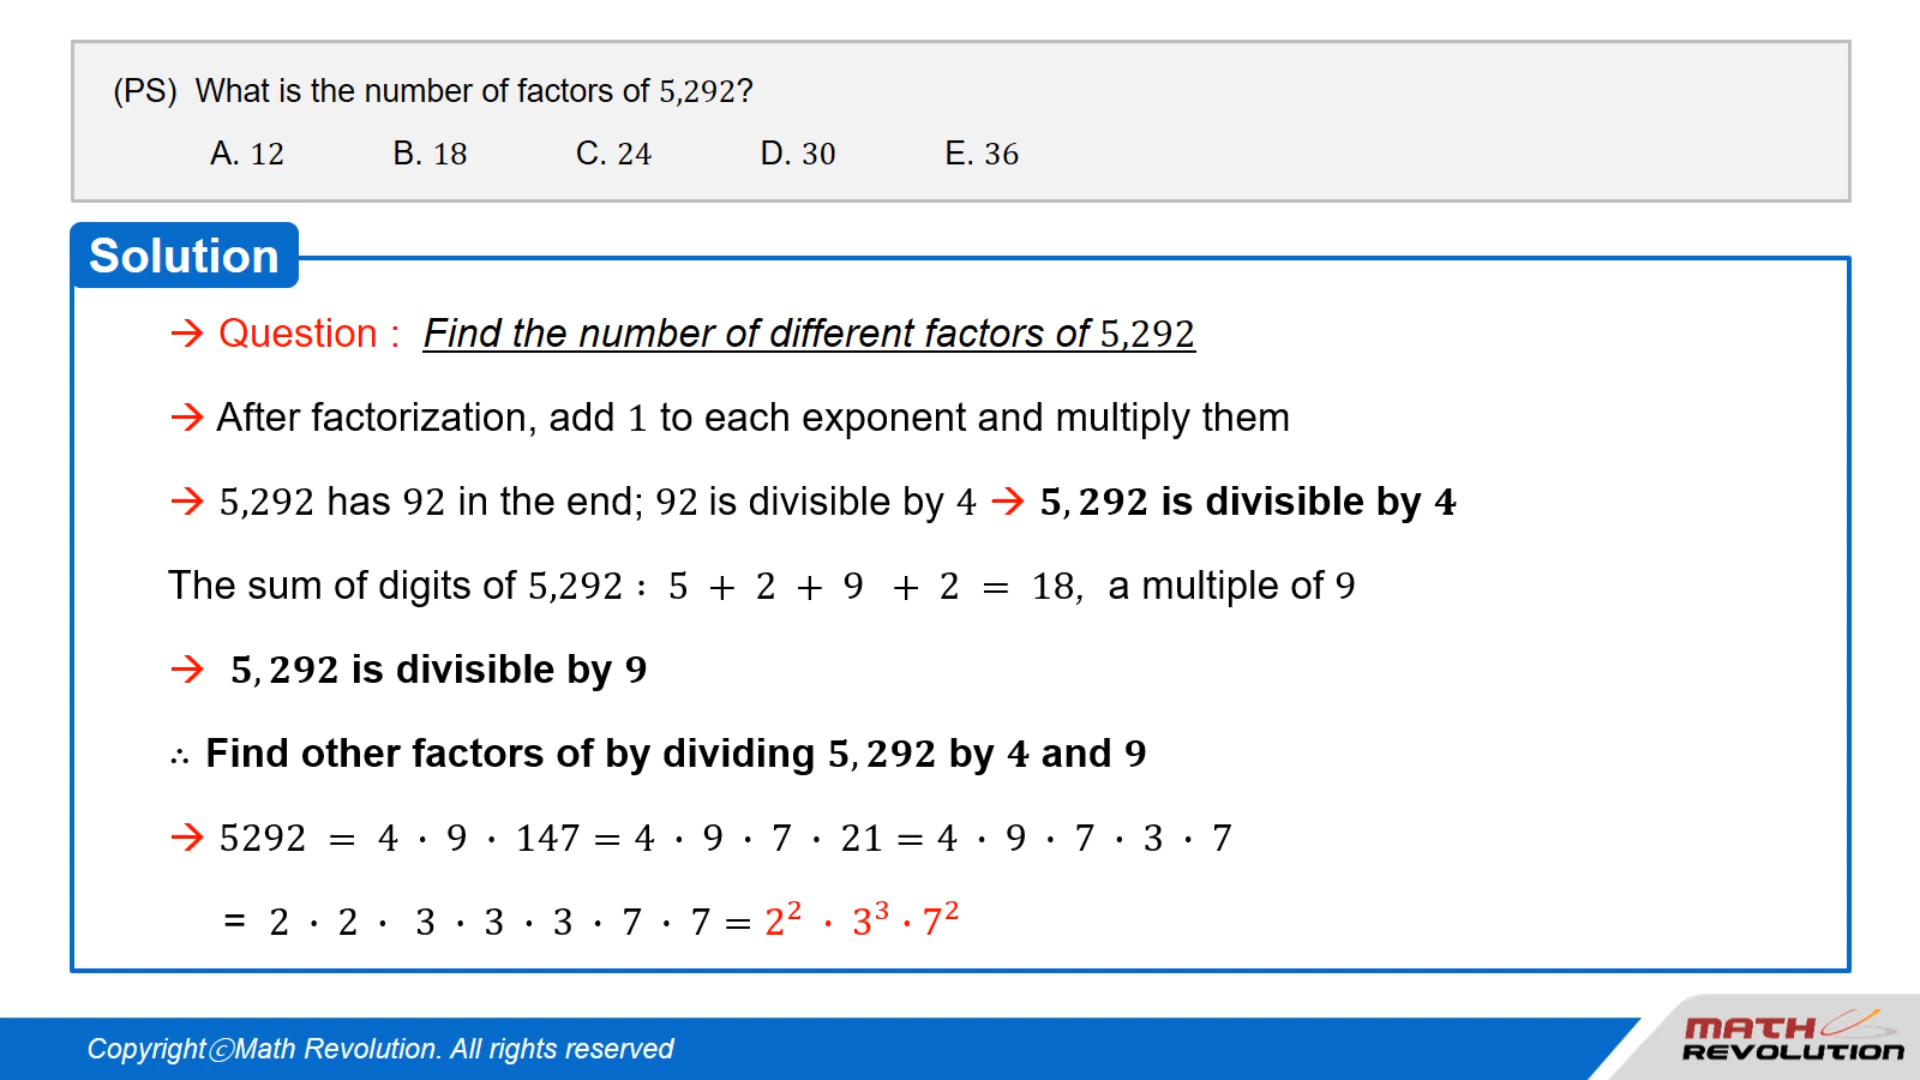 (PS) What is the number of factors of 5,292?
A. 12 B. 18 C. 24 D. 30 E. 36
Solution
→ Question : Find the number of different factors of 5,292
→ After factorization, add 1 to each exponent and multiply them
→ 5,292 has 92 in the end; 92 is divisible by 4 → 5,292 is divisible by 4
The sum of digits of 5,292 : 5 + 2 + 9 + 2 = 18, a multiple of 9
→ 5,292 is divisible by 9
∴ Find other factors of by dividing 5,292 by 4 and 9
→ 5292 = 4 · 9 · 147 = 4 · 9 · 7 · 21 = 4 · 9 · 7 · 3 · 7
= 2 · 2 · 3 · 3 · 3 · 7 · 7 = 2² · 3³ · 7²
Copyrightⓒ Math Revolution. All rights reserved
MATH
REVOLUTION